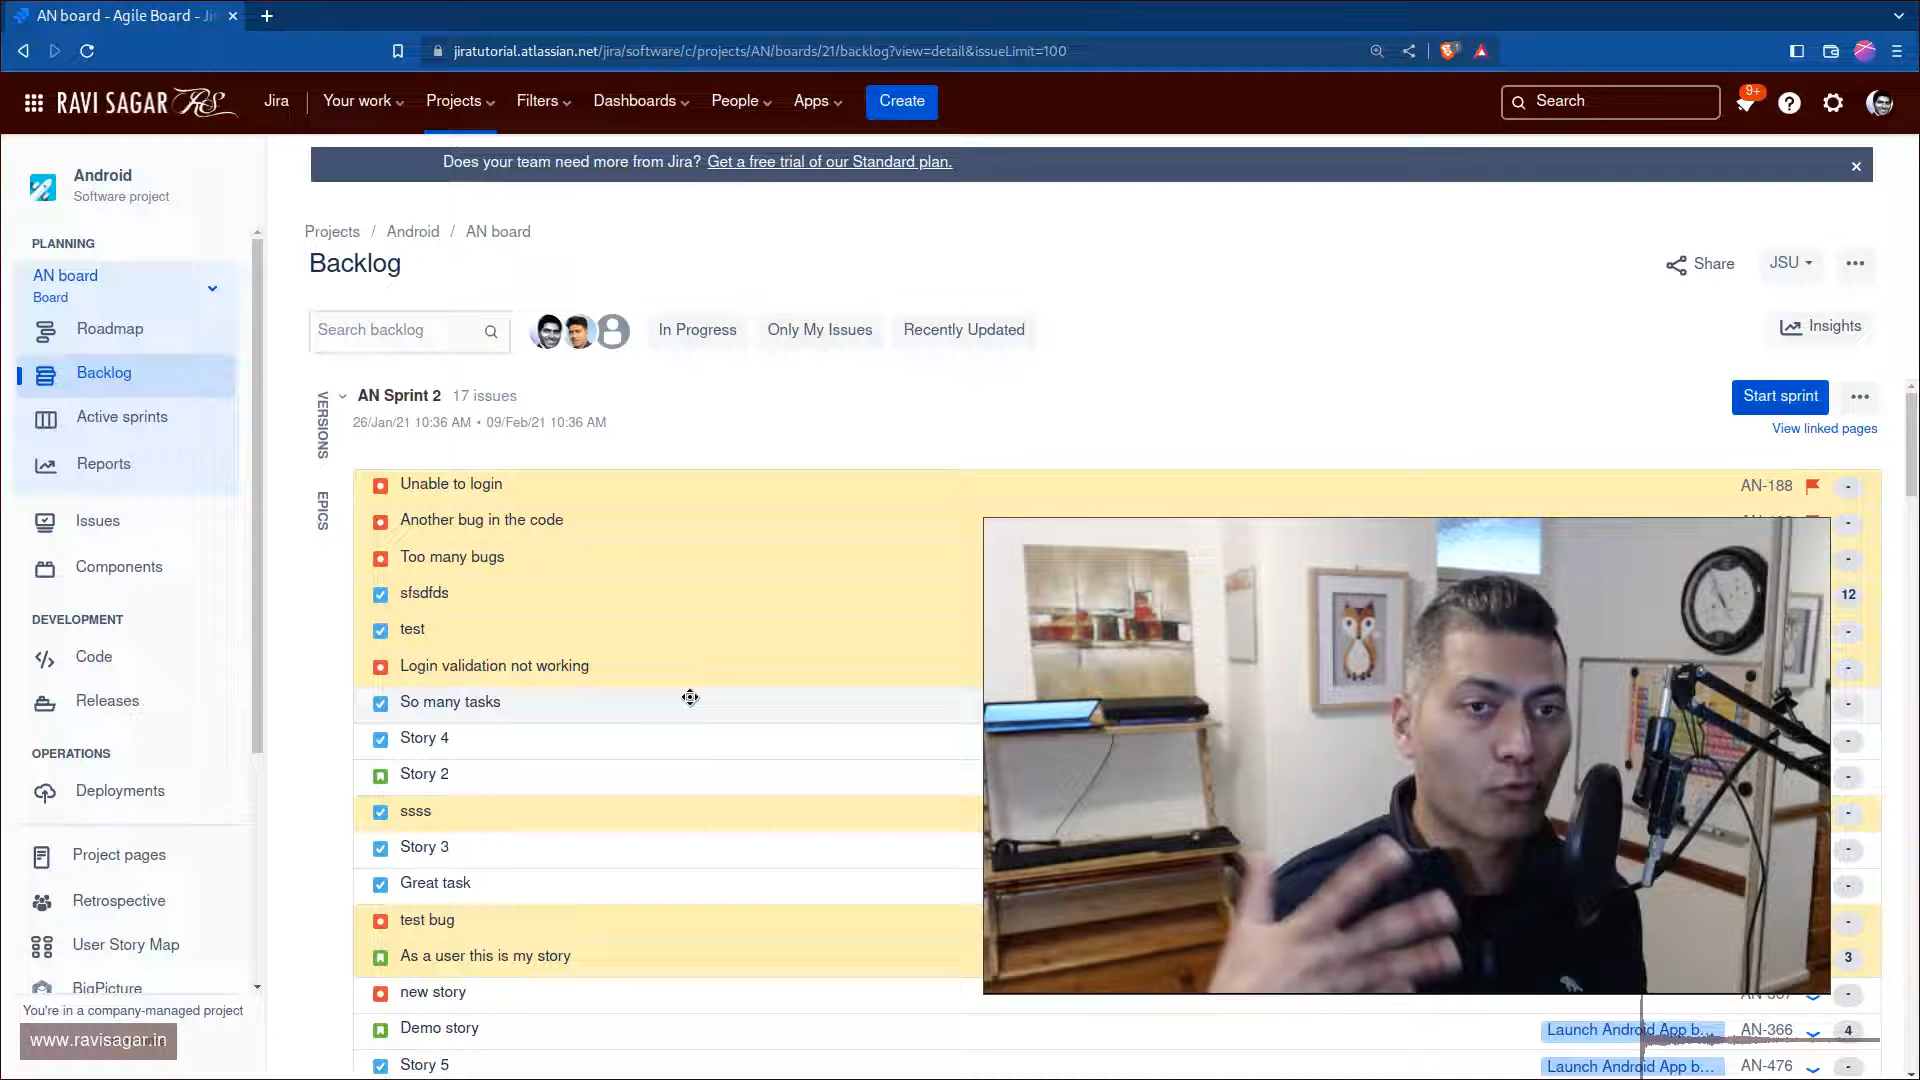 AN board - Agile Board - Ji
jiratutorial.atlassian.net/jira/software/c/projects/AN/boards/21/backlog?view=detail&issueLimit=100
RAVI SAGAR RS
Jira
Your work
Projects
Filters
Dashboards
People
Apps
Create
Search
9+
Android
Software project
Does your team need more from Jira? Get a free trial of our Standard plan.
PLANNING
AN board
Board
Roadmap
Backlog
Active sprints
Reports
Issues
Components
DEVELOPMENT
Code
Releases
OPERATIONS
Deployments
Project pages
Retrospective
User Story Map
BigPicture
You're in a company-managed project
www.ravisagar.in
Projects / Android / AN board
Backlog
Share
JSU
Search backlog
In Progress
Only My Issues
Recently Updated
Insights
VERSIONS
EPICS
AN Sprint 2 17 issues
Start sprint
26/Jan/21 10:36 AM • 09/Feb/21 10:36 AM
View linked pages
Unable to login AN-188 -
Another bug in the code -
Too many bugs -
sfsdfds 12
test -
Login validation not working -
So many tasks -
Story 4 -
Story 2 -
ssss -
Story 3 -
Great task -
test bug -
As a user this is my story 3
new story -
Demo story Launch Android App b... AN-366 4
Story 5 Launch Android App b... AN-476 -